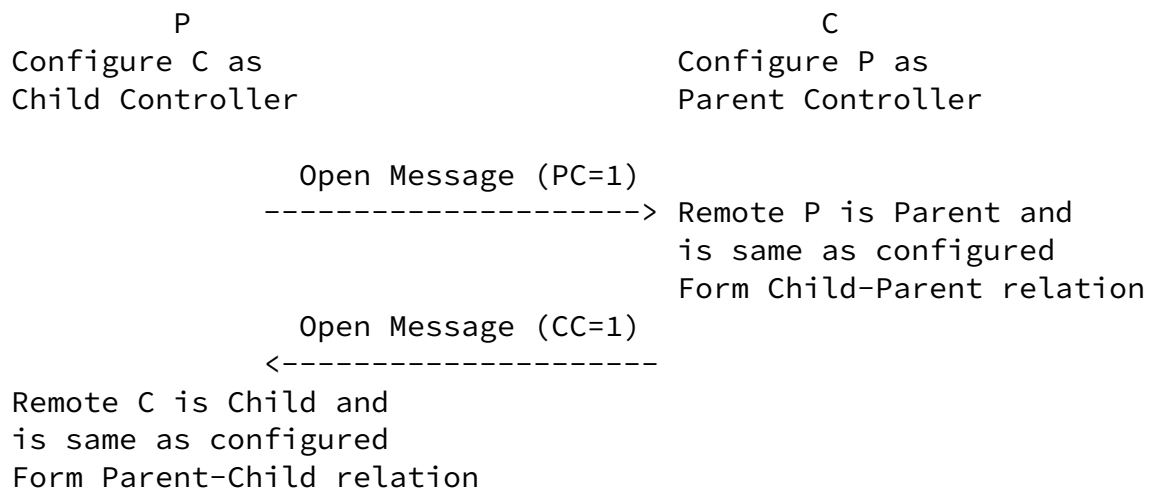 P C
Configure C as Configure P as
Child Controller Parent Controller
Open Message (PC=1)
---------------------> Remote P is Parent and
is same as configured
Form Child-Parent relation
Open Message (CC=1)
<---------------------
Remote C is Child and
is same as configured
Form Parent-Child relation